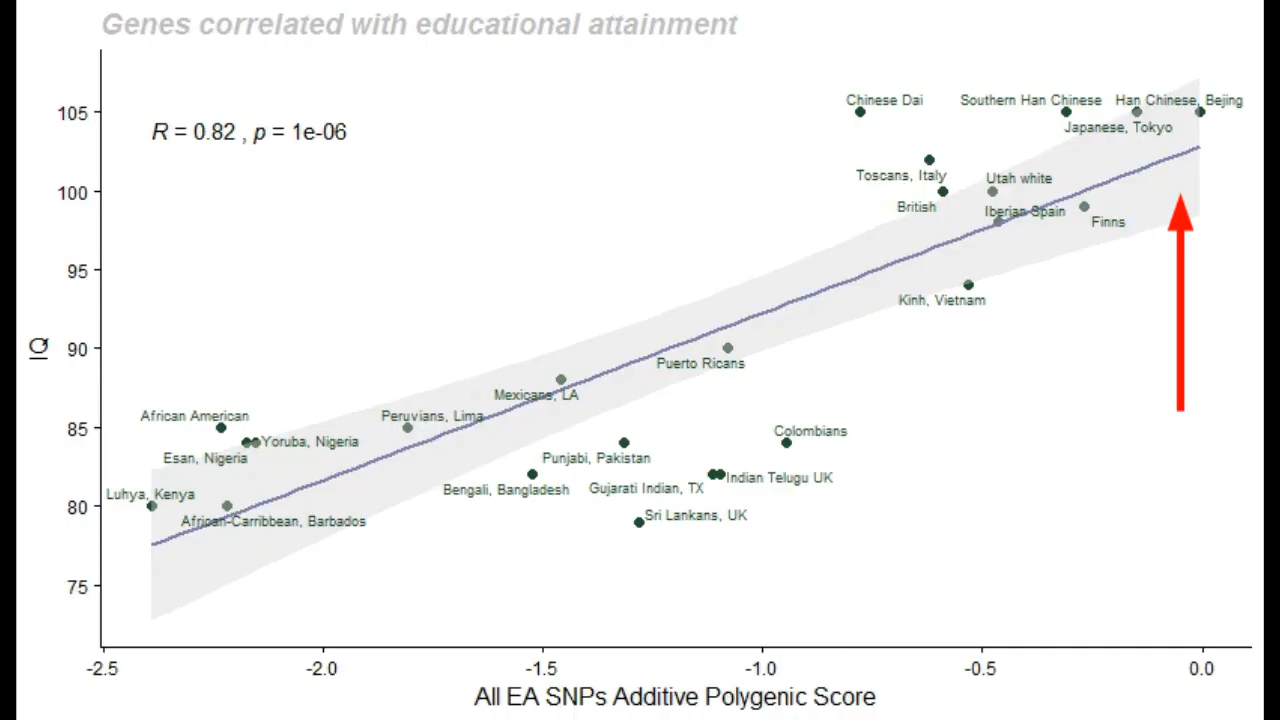 Genes correlated with educational attainment
R = 0.82 , p = 1e-06
IQ
105
100
95
90
85
80
75
Chinese Dai
Southern Han Chinese
Han Chinese, Bejing
Japanese, Tokyo
Toscans, Italy
Utah white
British
Iberian Spain
Finns
Kinh, Vietnam
Puerto Ricans
Mexicans, LA
African American
Peruvians, Lima
Yoruba, Nigeria
Esan, Nigeria
Colombians
Punjabi, Pakistan
Indian Telugu UK
Bengali, Bangladesh
Gujarati Indian, TX
Luhya, Kenya
Sri Lankans, UK
African-Carribbean, Barbados
-2.5
-2.0
-1.5
-1.0
-0.5
0.0
All EA SNPs Additive Polygenic Score